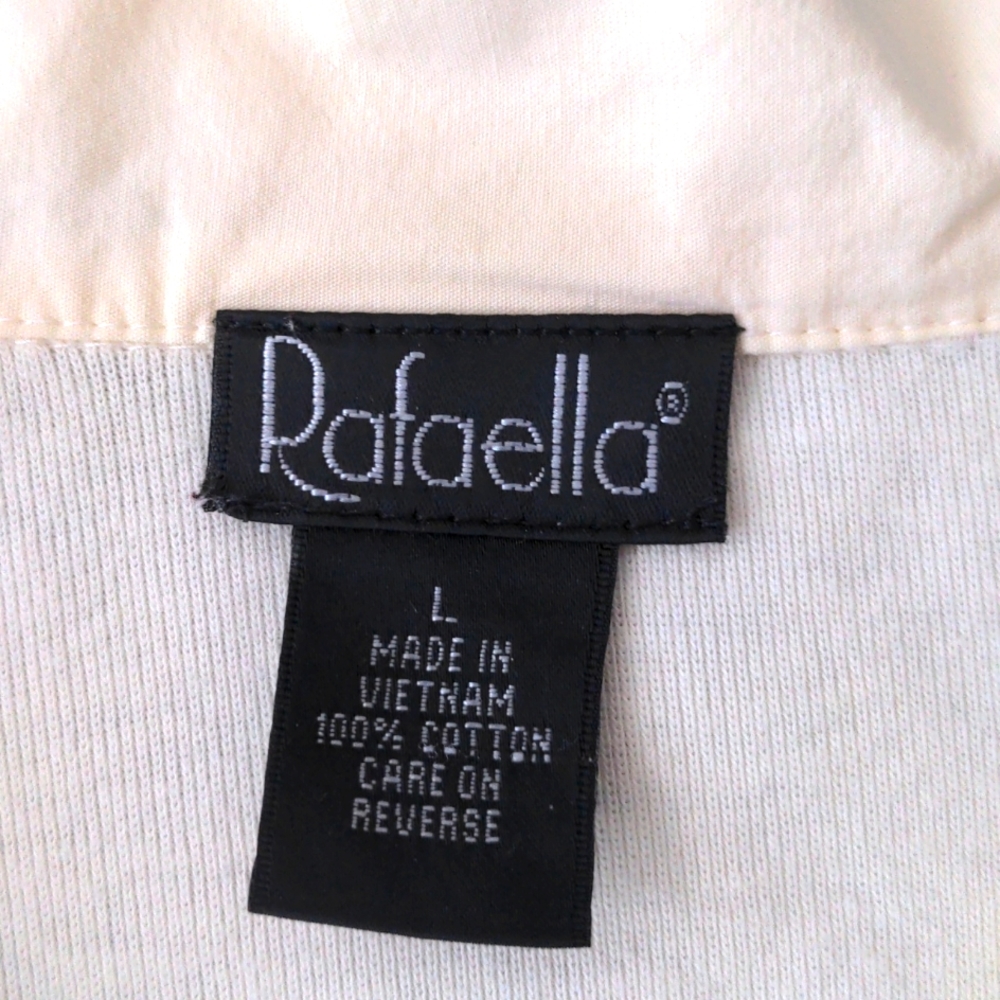 Rafaella®
L
MADE IN
VIETNAM
100% COTTON
CARE ON
REVERSE